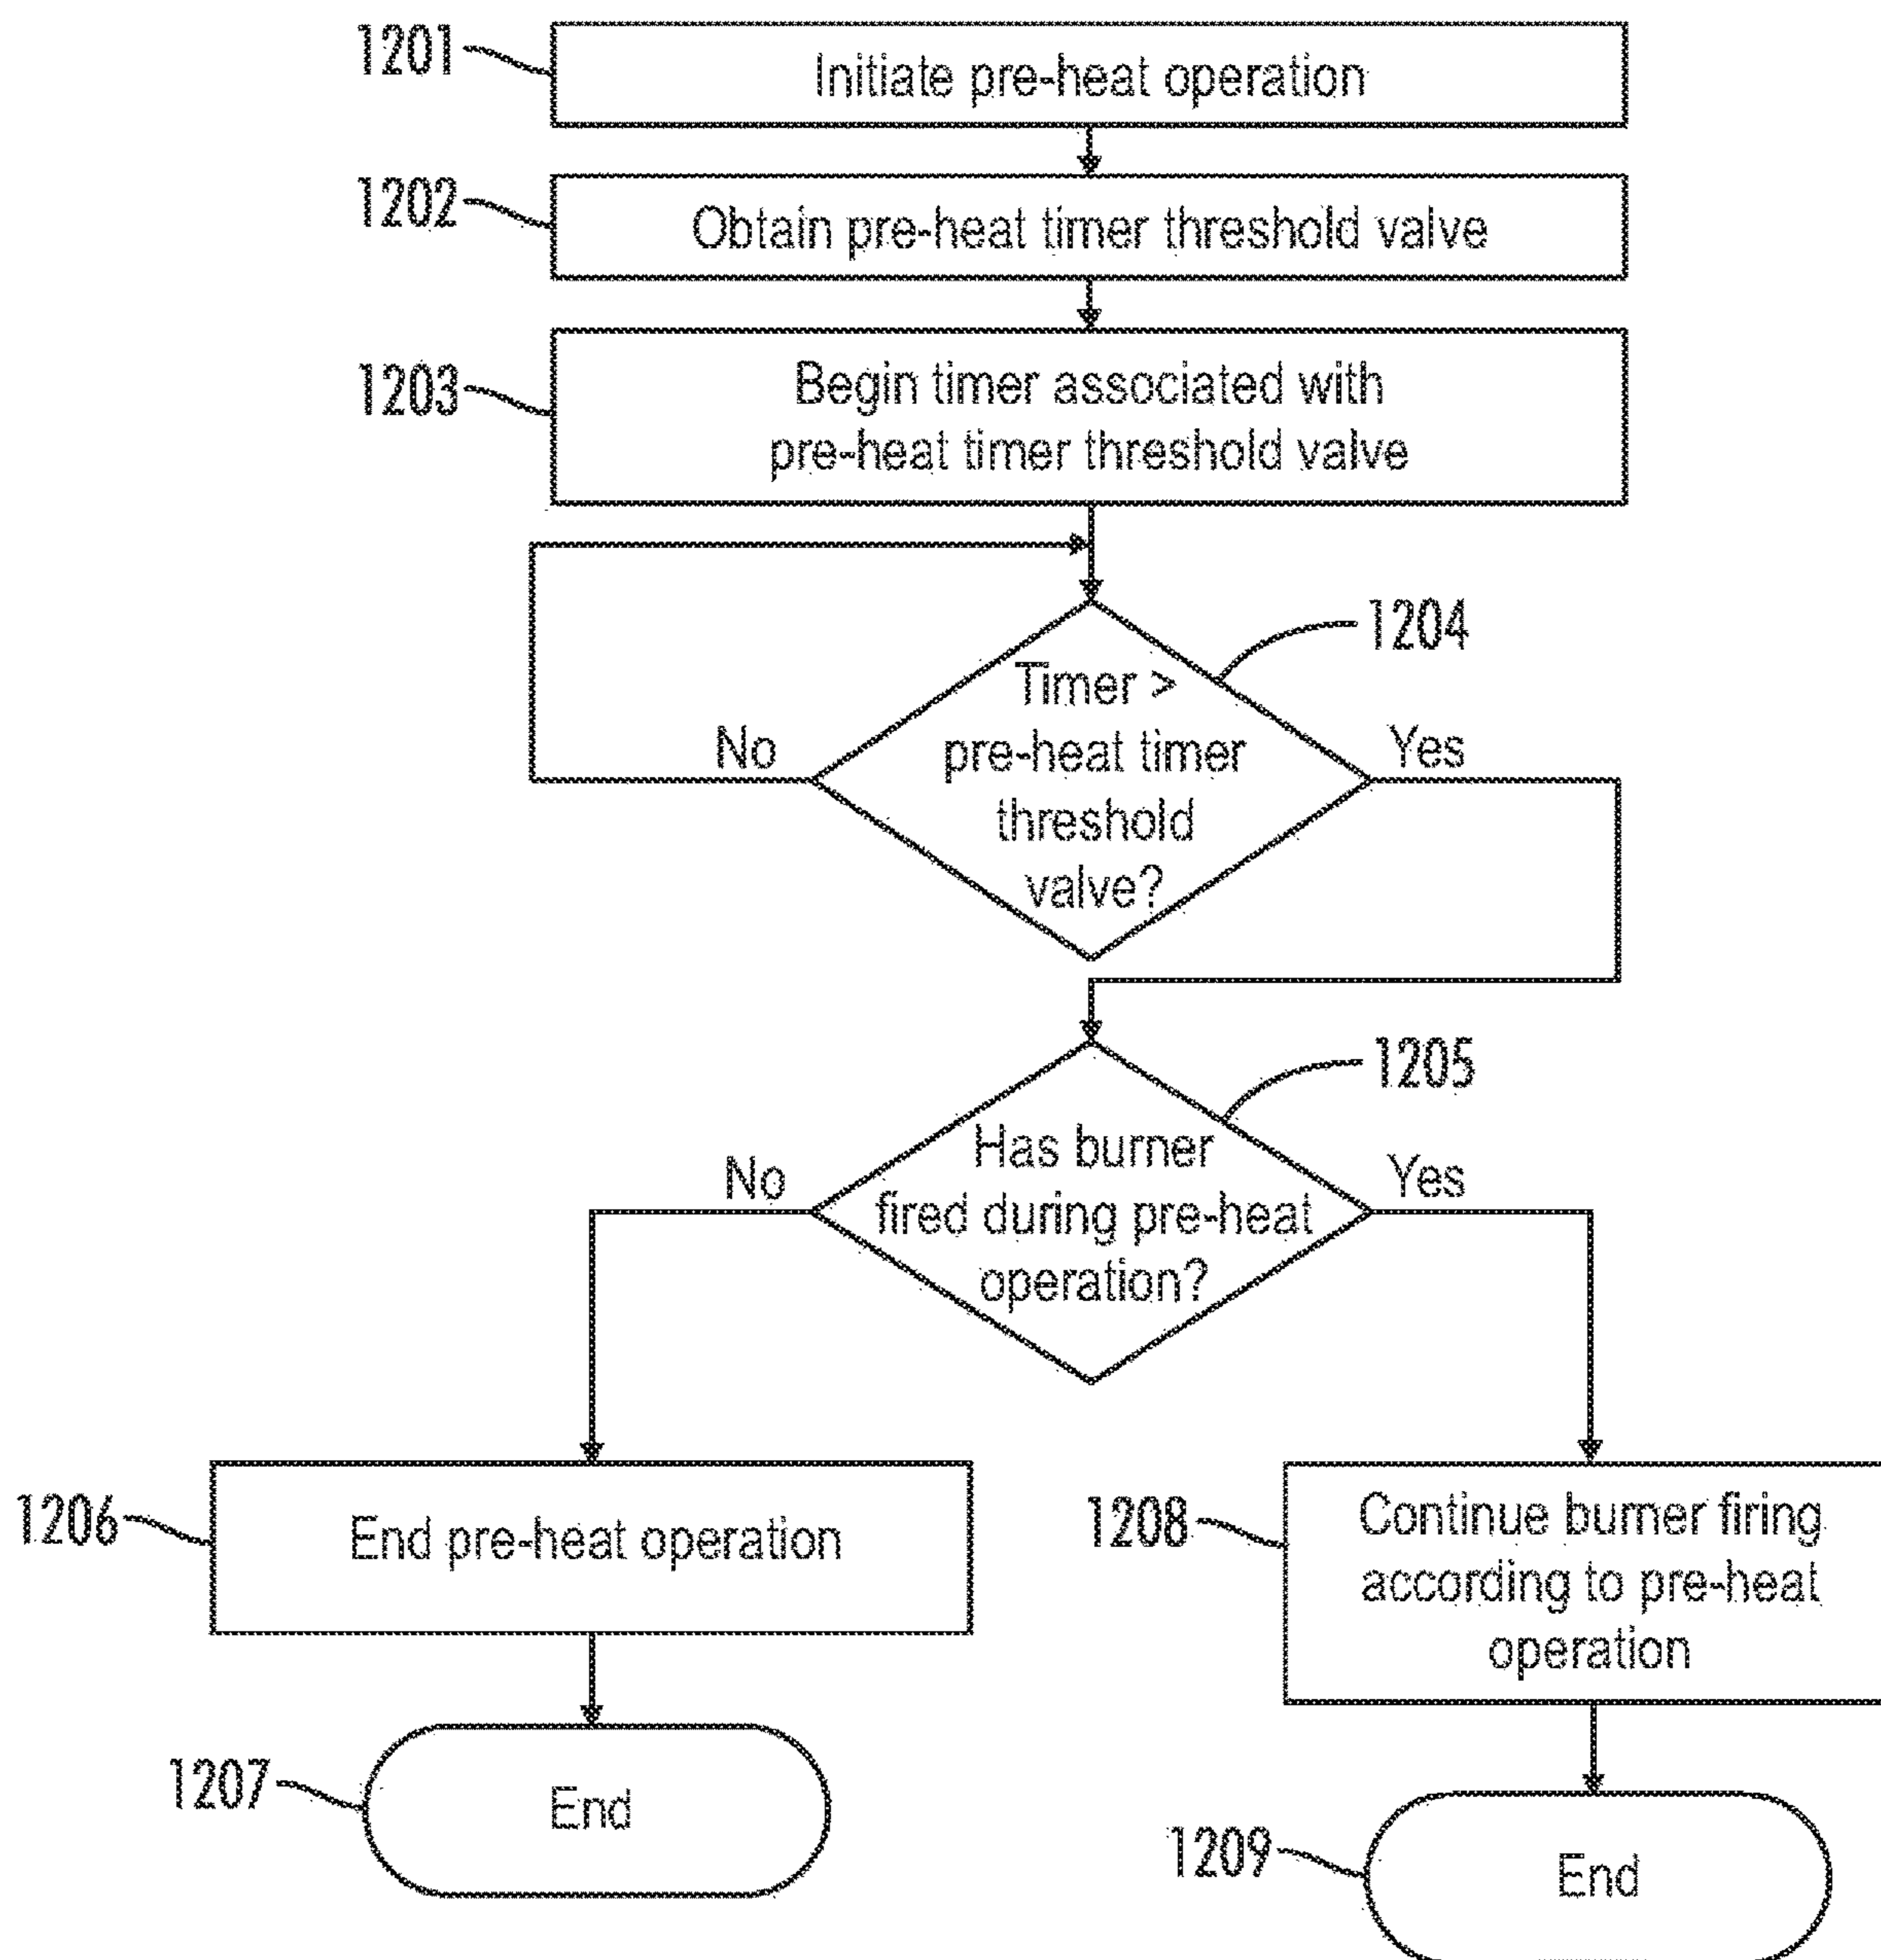 1201
Initiate pre-heat operation
1202
Obtain pre-heat timer threshold valve
1203
Begin timer associated with
pre-heat timer threshold valve
1204
Timer >
pre-heat timer
threshold
valve?
No
Yes
1205
Has burner
fired during pre-heat
operation?
No
Yes
1206
End pre-heat operation
1208
Continue burner firing
according to pre-heat
operation
1207
End
1209
End